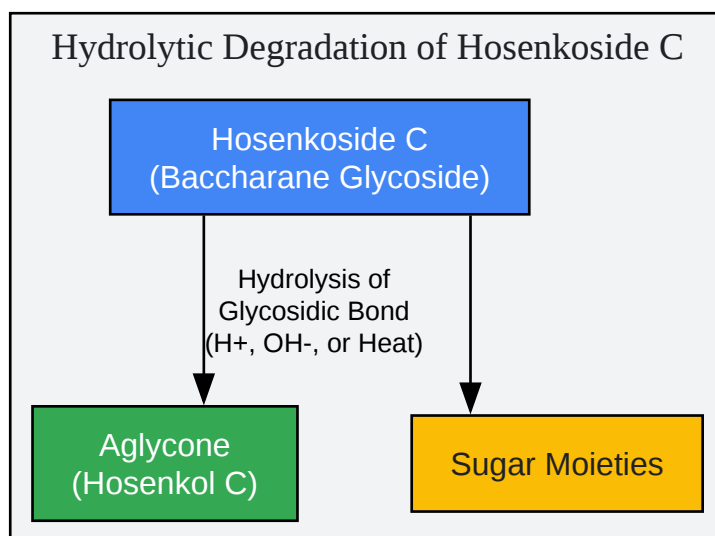 Hydrolytic Degradation of Hosenkoside C
Hosenkoside C
(Baccharane Glycoside)
Hydrolysis of
Glycosidic Bond
(H+, OH-, or Heat)
Aglycone
(Hosenkol C)
Sugar Moieties